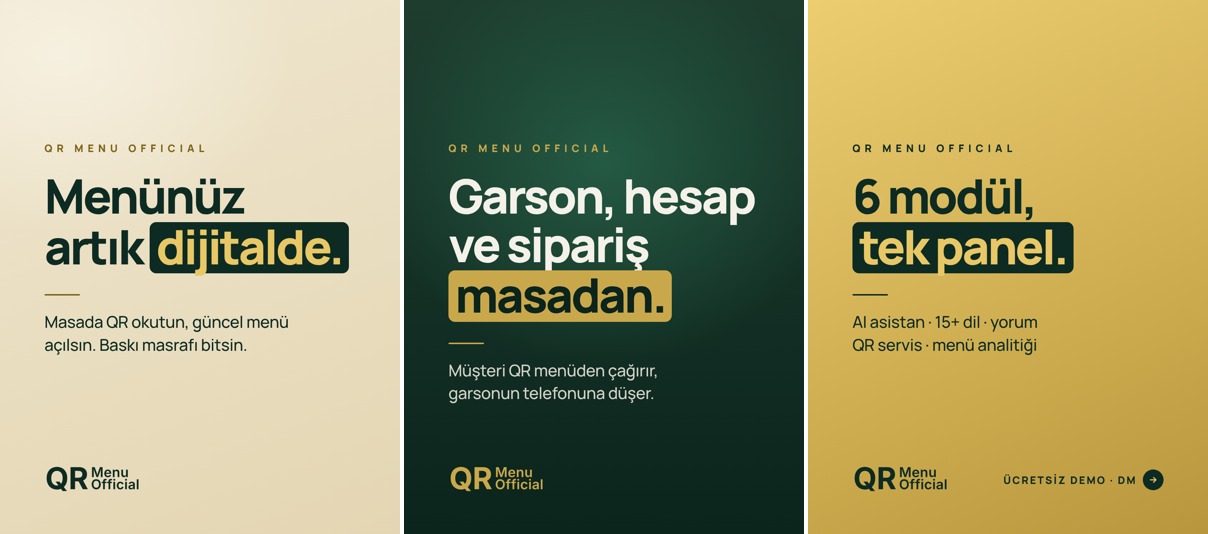 QR MENU OFFICIAL
Menünüz
artık dijitalde.
Masada QR okutun, güncel menü
açılsın. Baskı masrafı bitsin.
QR Menu
Official
QR MENU OFFICIAL
Garson, hesap
ve sipariş
masadan.
Müşteri QR menüden çağırır,
garsonun telefonuna düşer.
QR Menu
Official
QR MENU OFFICIAL
6 modül,
tek panel.
AI asistan · 15+ dil · yorum
QR servis · menü analitiği
QR Menu
Official
ÜCRETSİZ DEMO · DM